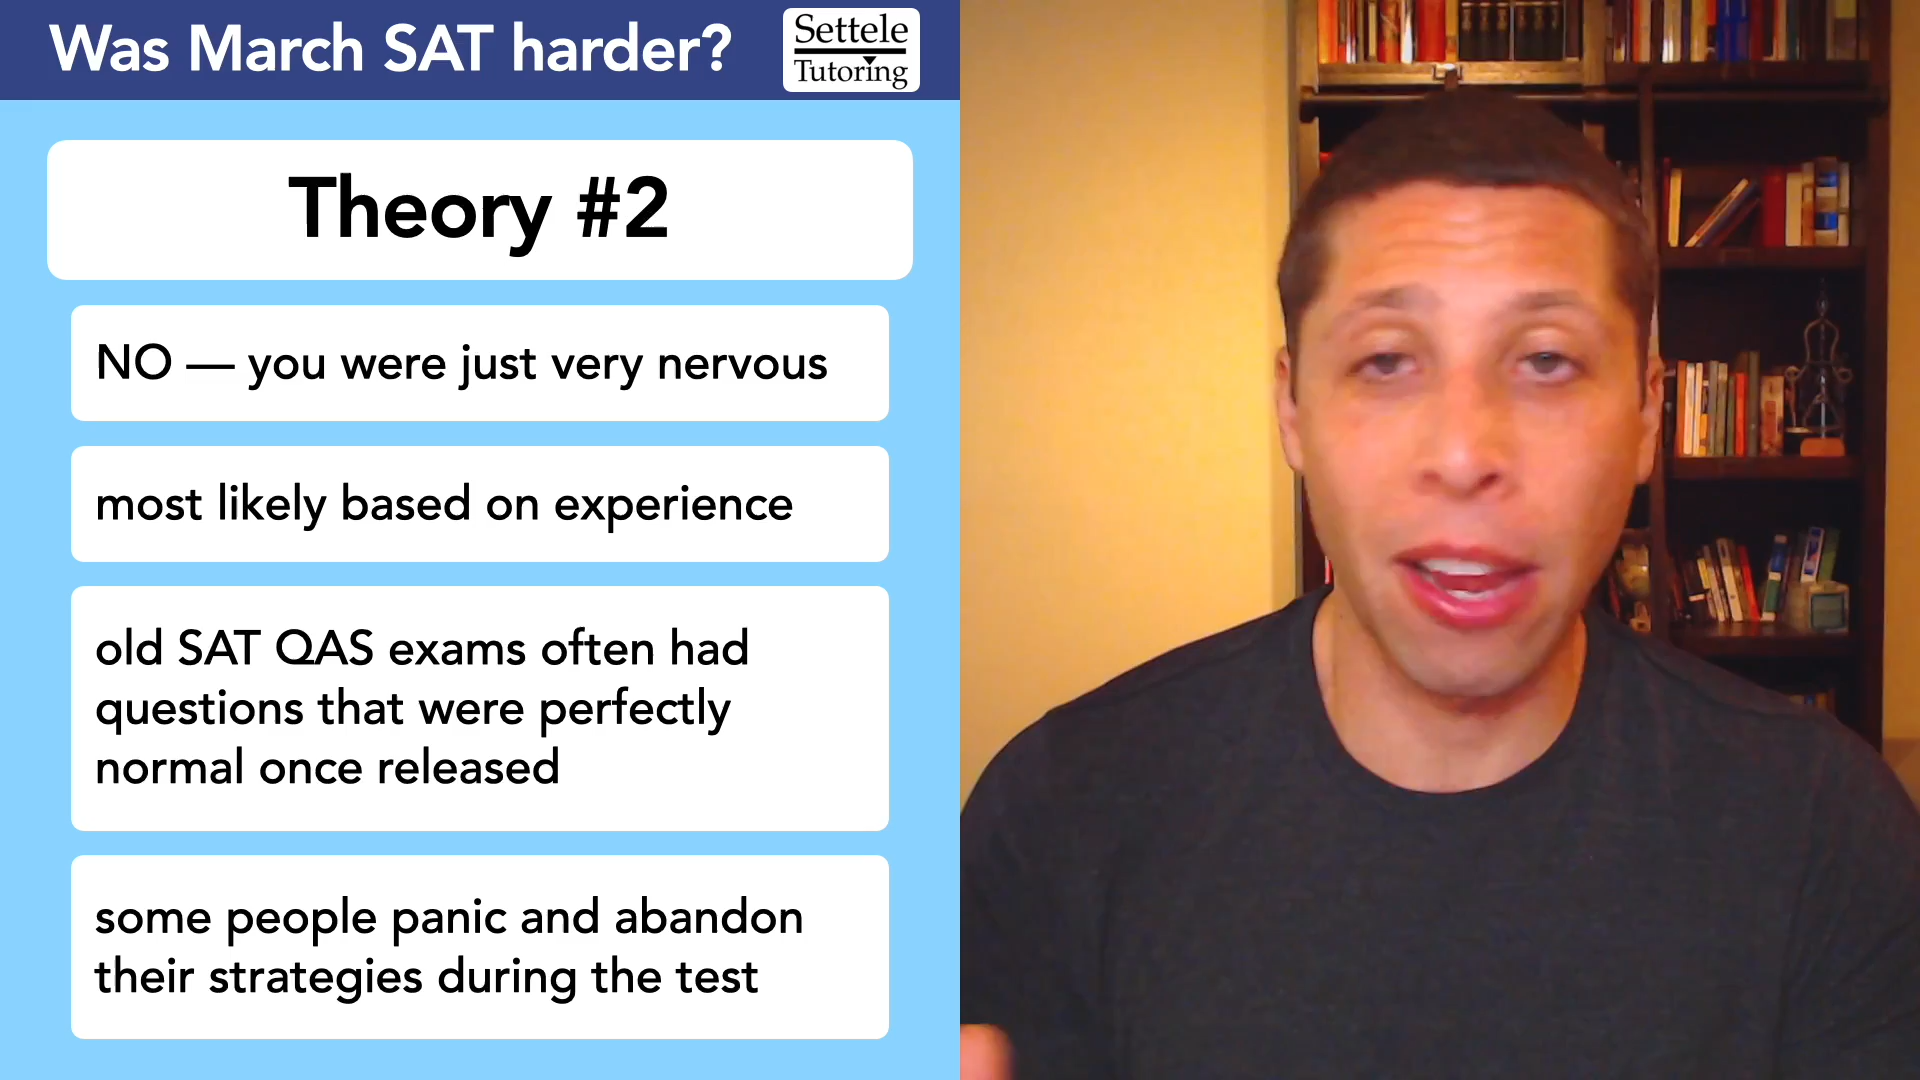 Was March SAT harder?
Settele
Tutoring
Theory #2
NO — you were just very nervous
most likely based on experience
old SAT QAS exams often had
questions that were perfectly
normal once released
some people panic and abandon
their strategies during the test